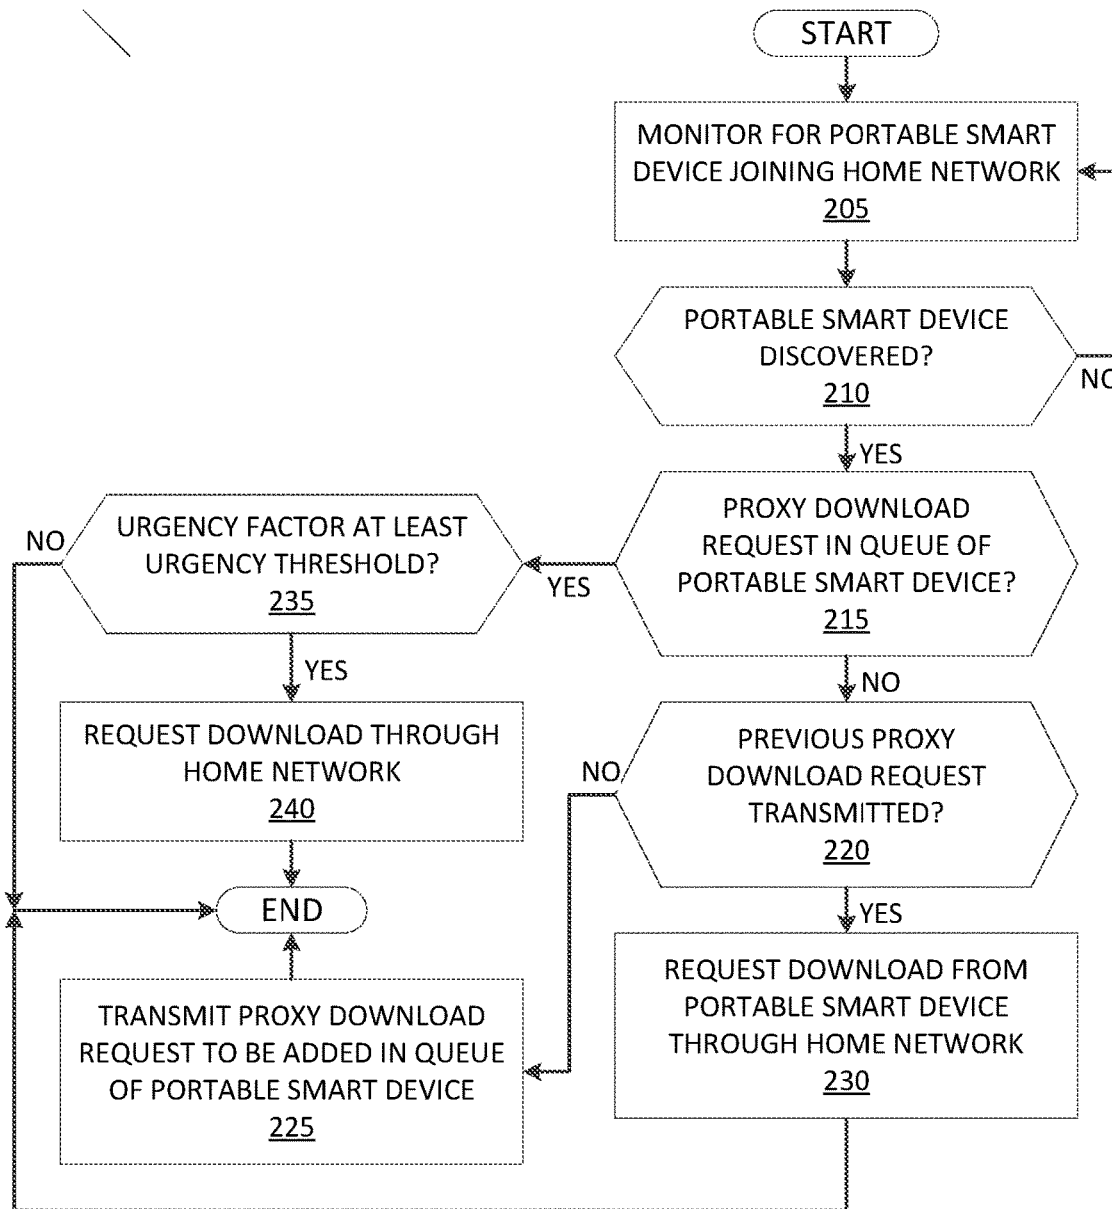 START
MONITOR FOR PORTABLE SMART
DEVICE JOINING HOME NETWORK
205
PORTABLE SMART DEVICE
DISCOVERED?
210
NO
YES
PROXY DOWNLOAD
REQUEST IN QUEUE OF
PORTABLE SMART DEVICE?
215
YES
NO
URGENCY FACTOR AT LEAST
URGENCY THRESHOLD?
235
NO
YES
REQUEST DOWNLOAD THROUGH
HOME NETWORK
240
PREVIOUS PROXY
DOWNLOAD REQUEST
TRANSMITTED?
220
NO
YES
END
TRANSMIT PROXY DOWNLOAD
REQUEST TO BE ADDED IN QUEUE
OF PORTABLE SMART DEVICE
225
REQUEST DOWNLOAD FROM
PORTABLE SMART DEVICE
THROUGH HOME NETWORK
230